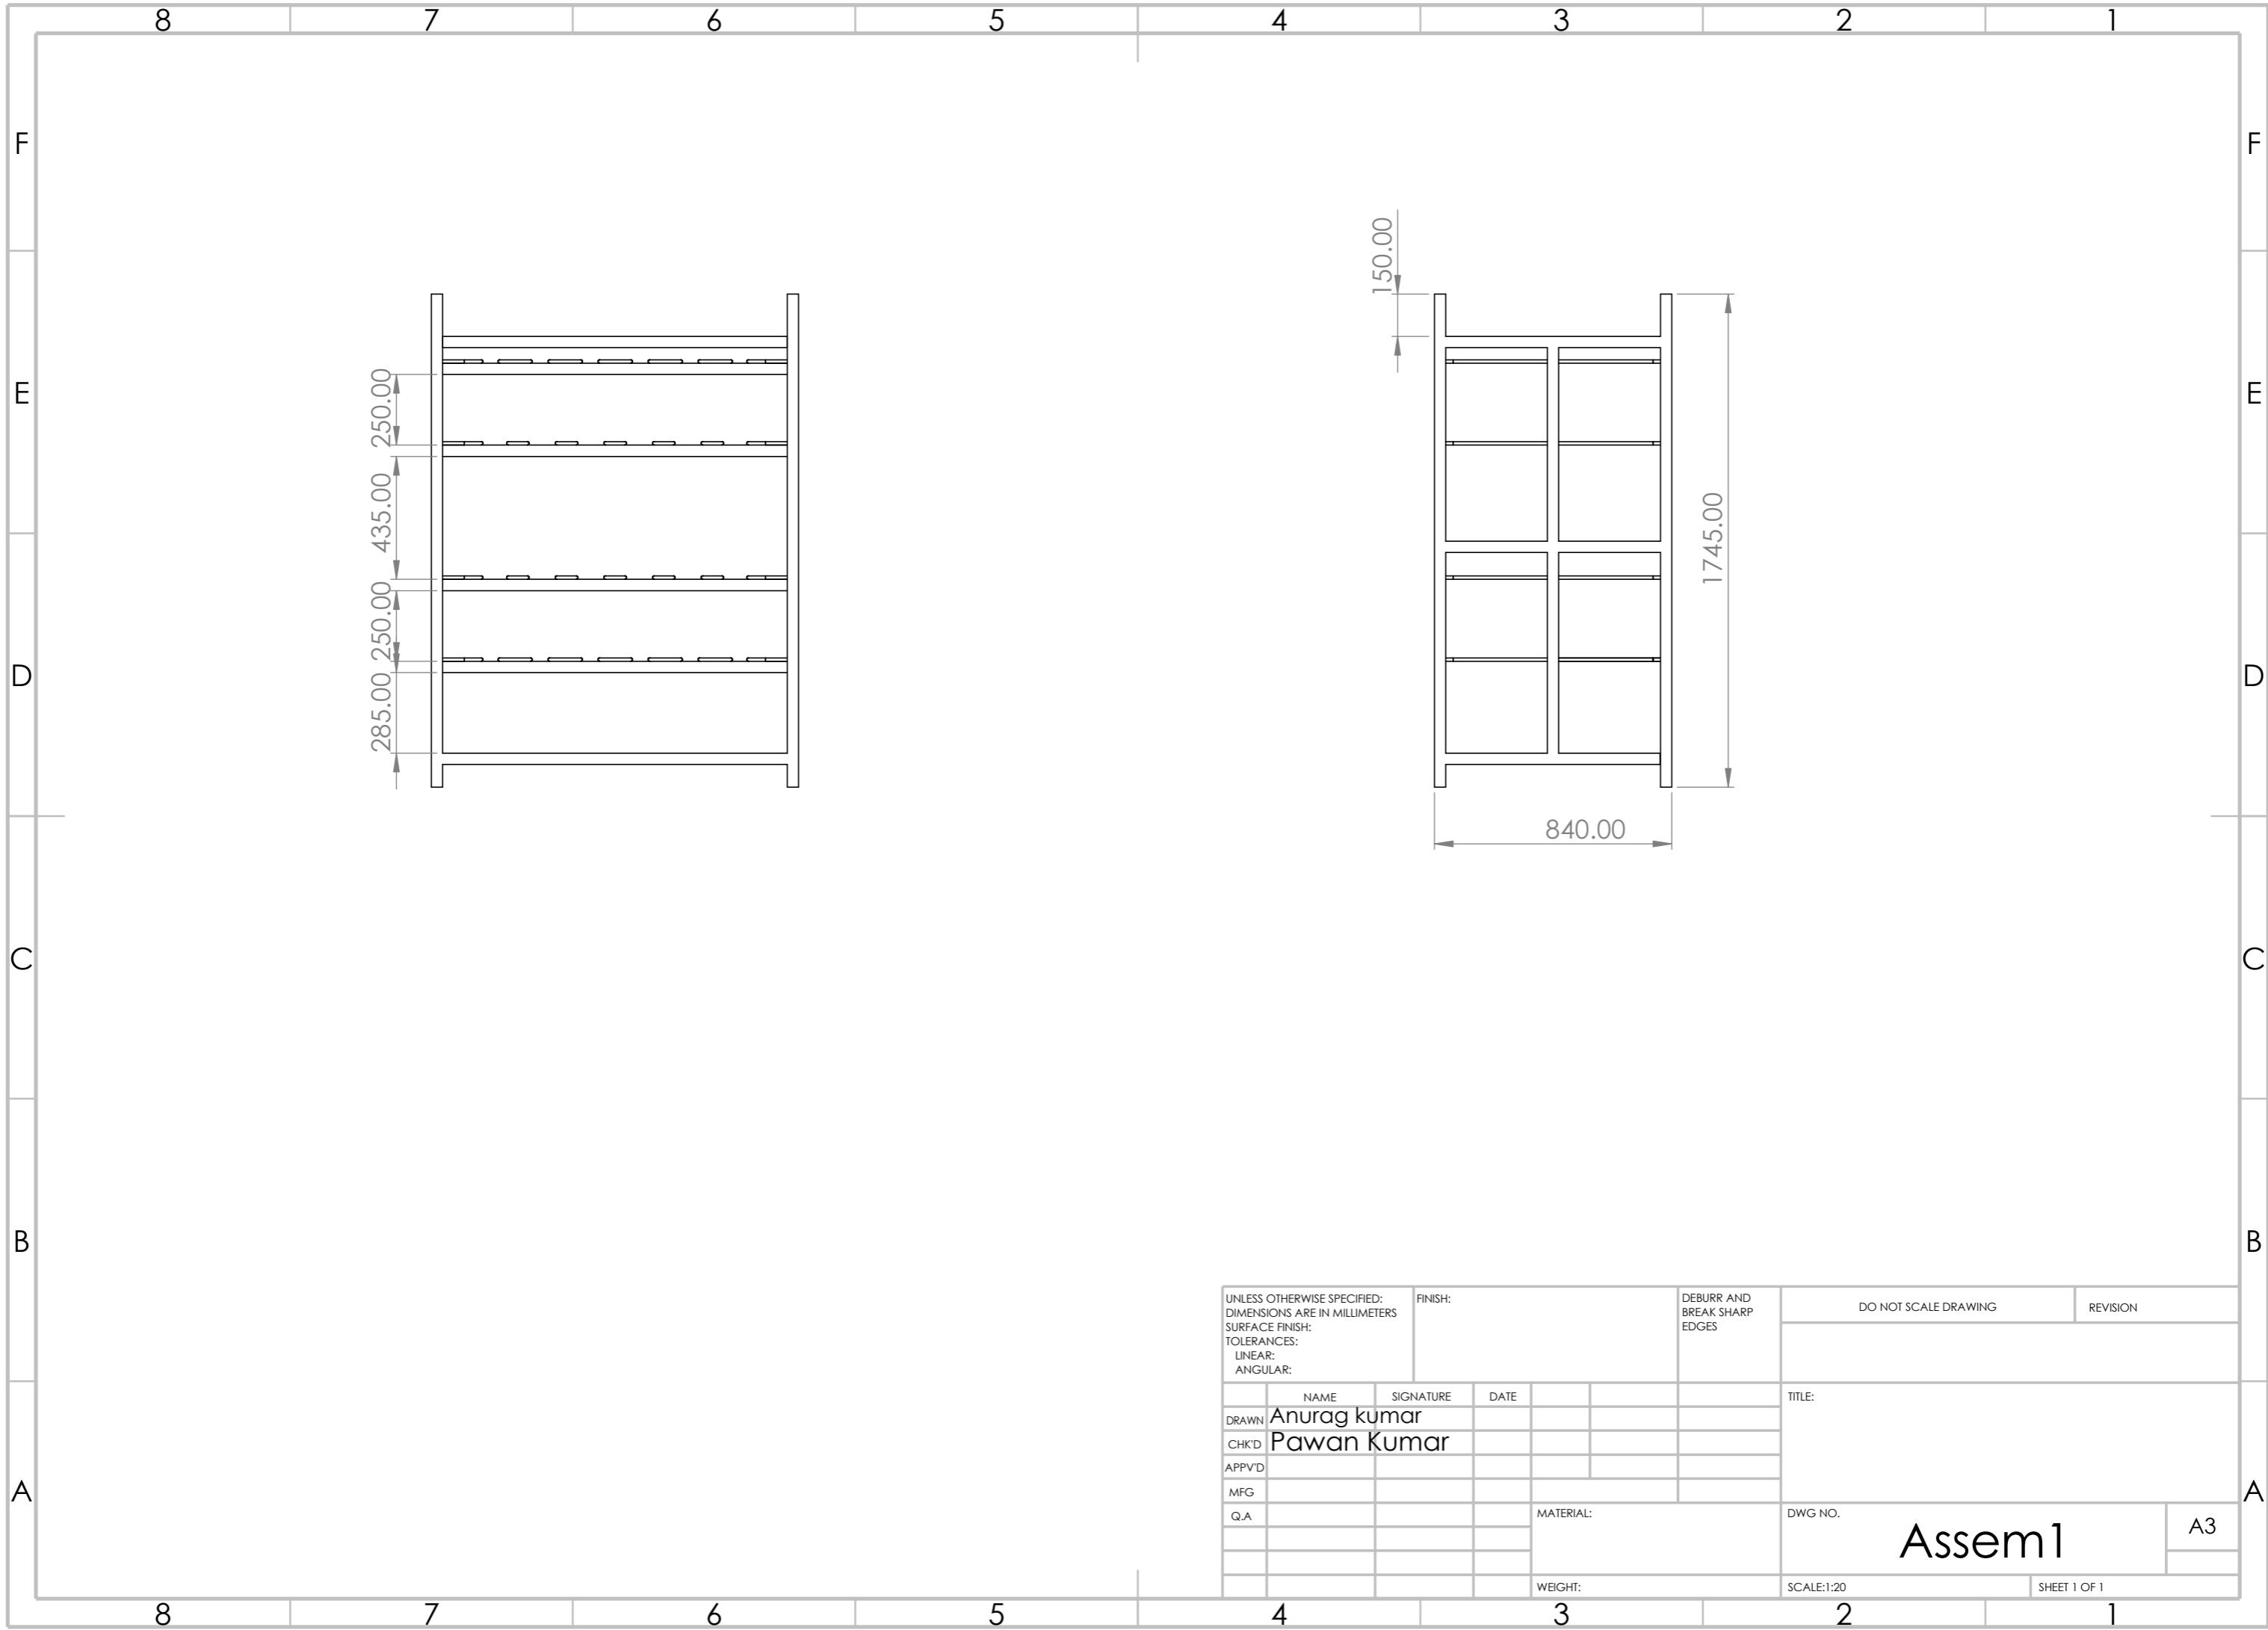 8 7 6 5 4 3 2 1
F F
150.00
E E
250.00
435.00
1745.00
250.00
D D
285.00
840.00
C C
B B
UNLESS OTHERWISE SPECIFIED:
DIMENSIONS ARE IN MILLIMETERS
SURFACE FINISH:
TOLERANCES:
LINEAR:
ANGULAR:
FINISH:
DEBURR AND
BREAK SHARP
EDGES
DO NOT SCALE DRAWING
REVISION
NAME SIGNATURE DATE
TITLE:
DRAWN Anurag kumar
CHK'D Pawan Kumar
APPV'D
MFG
A A
Q.A
MATERIAL:
DWG NO.
Assem1
A3
WEIGHT:
SCALE:1:20
SHEET 1 OF 1
8 7 6 5 4 3 2 1